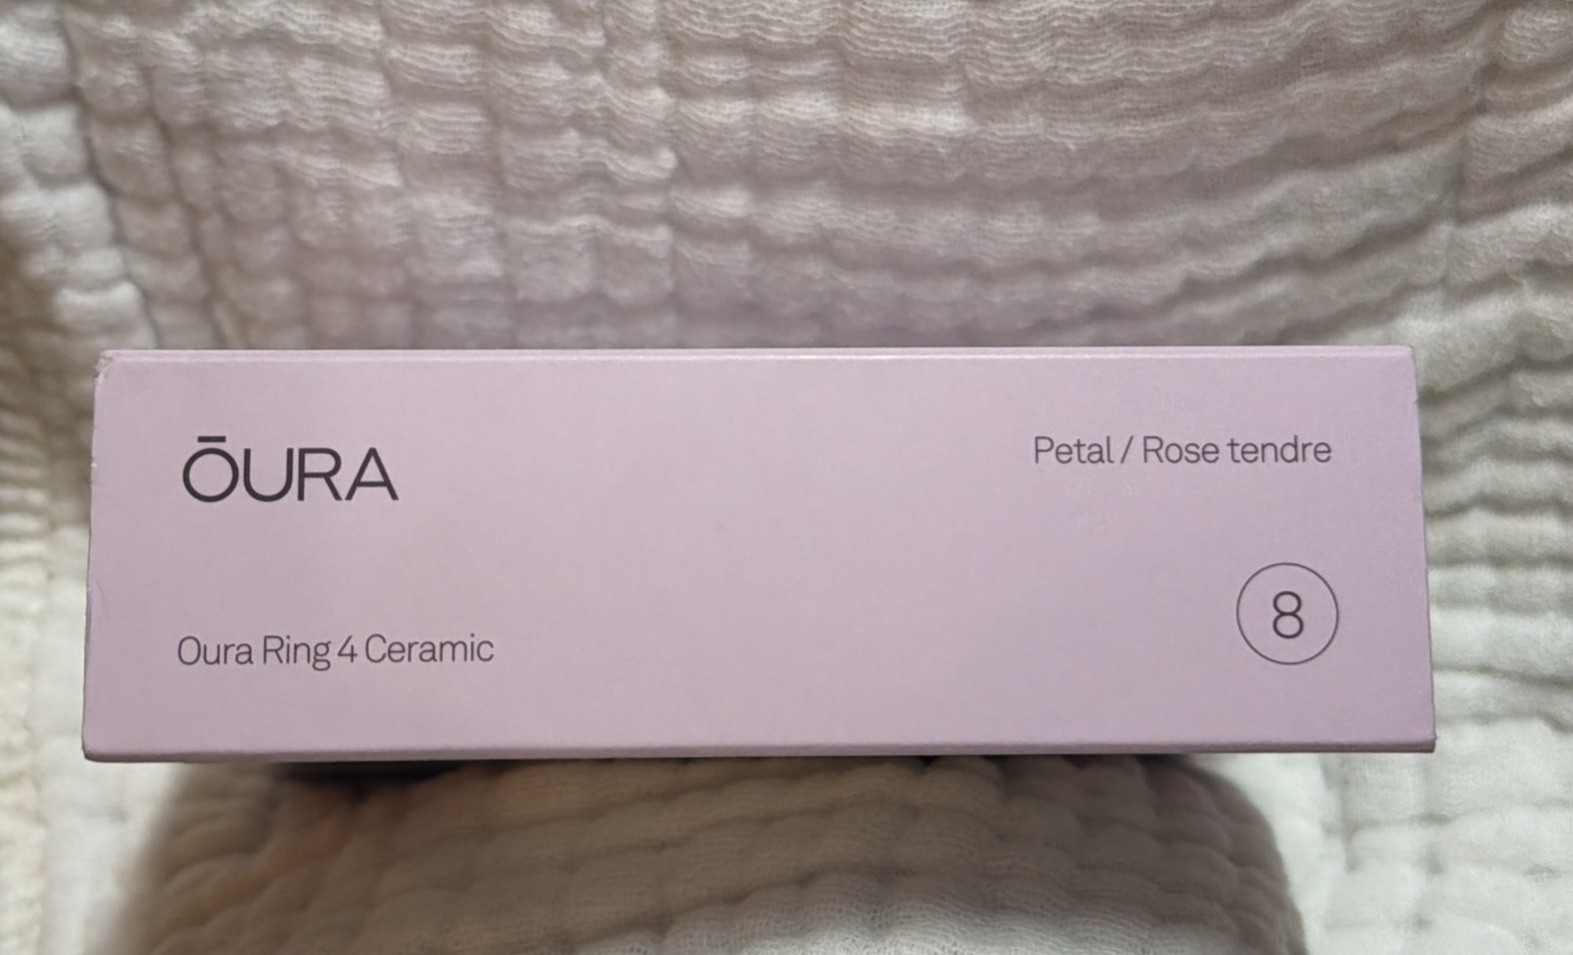 ŌURA
Petal / Rose tendre
Oura Ring 4 Ceramic
8